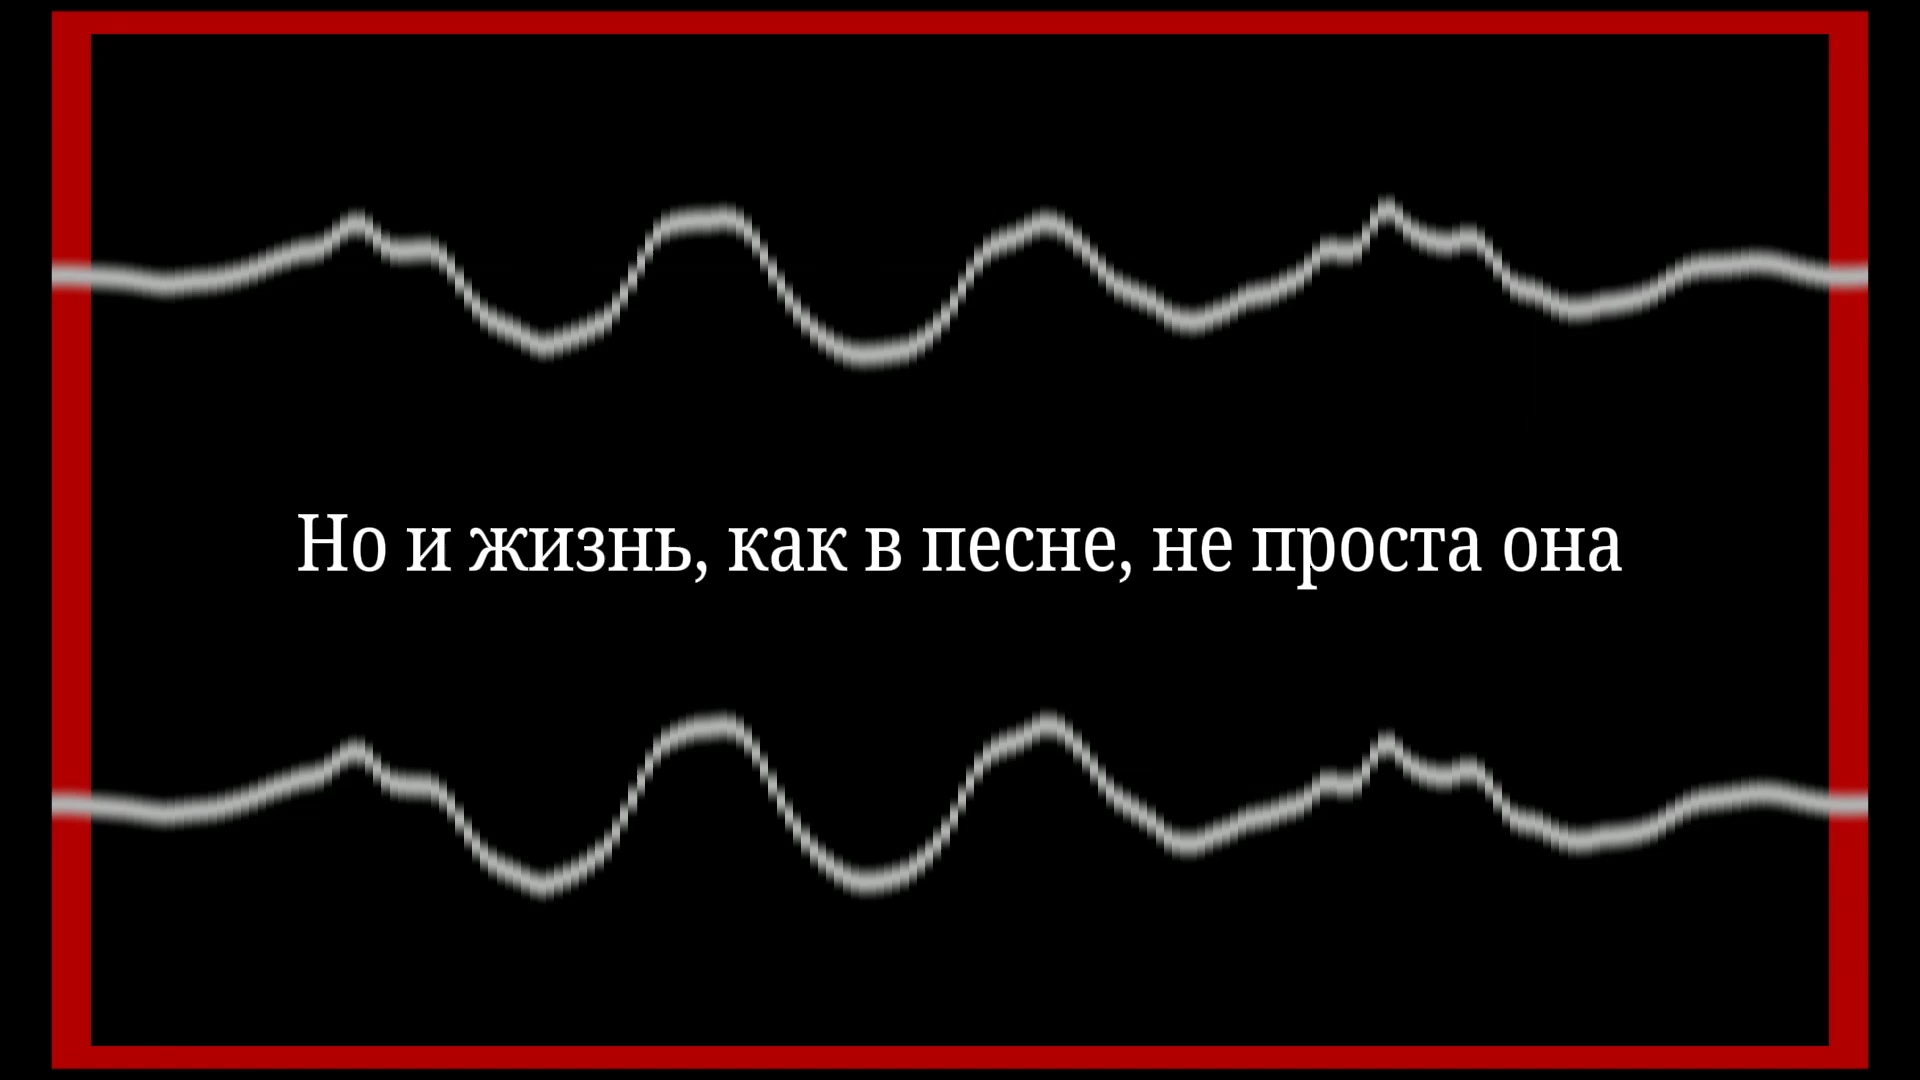 Но и жизнь, как в песне, не проста она